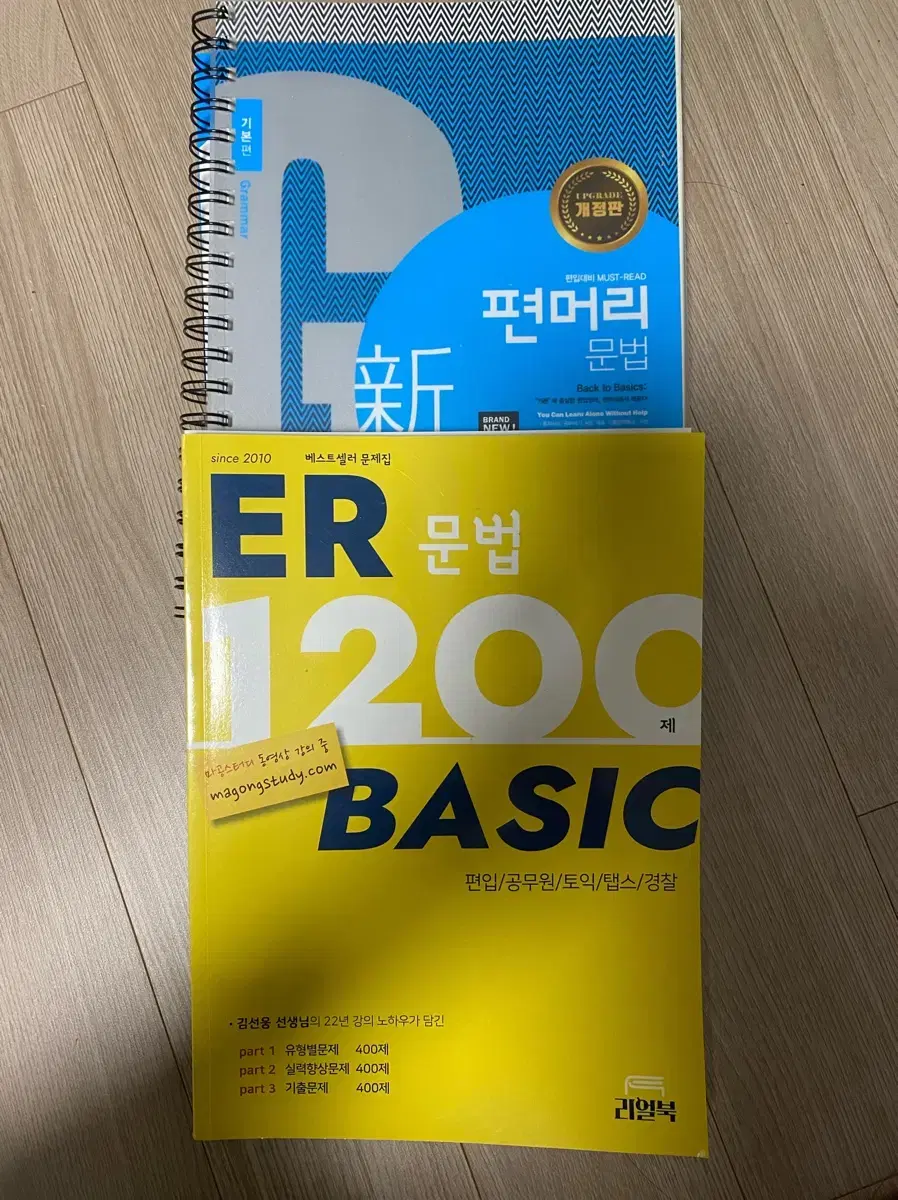 기본편
Grammar
UPGRADE
개정판
편입대비 MUST-READ
편머리
문법
新
Back to Basics:
You Can Learn Alone Without Help
BRAND
NEW!
since 2010 베스트셀러 문제집
ER 문법
1200제
마공스터디 동영상 강의 중
magongstudy.com
BASIC
편입/공무원/토익/탭스/경찰
• 김선웅 선생님의 22년 강의 노하우가 담긴
part 1 유형별문제 400제
part 2 실력향상문제 400제
part 3 기출문제 400제
리얼북